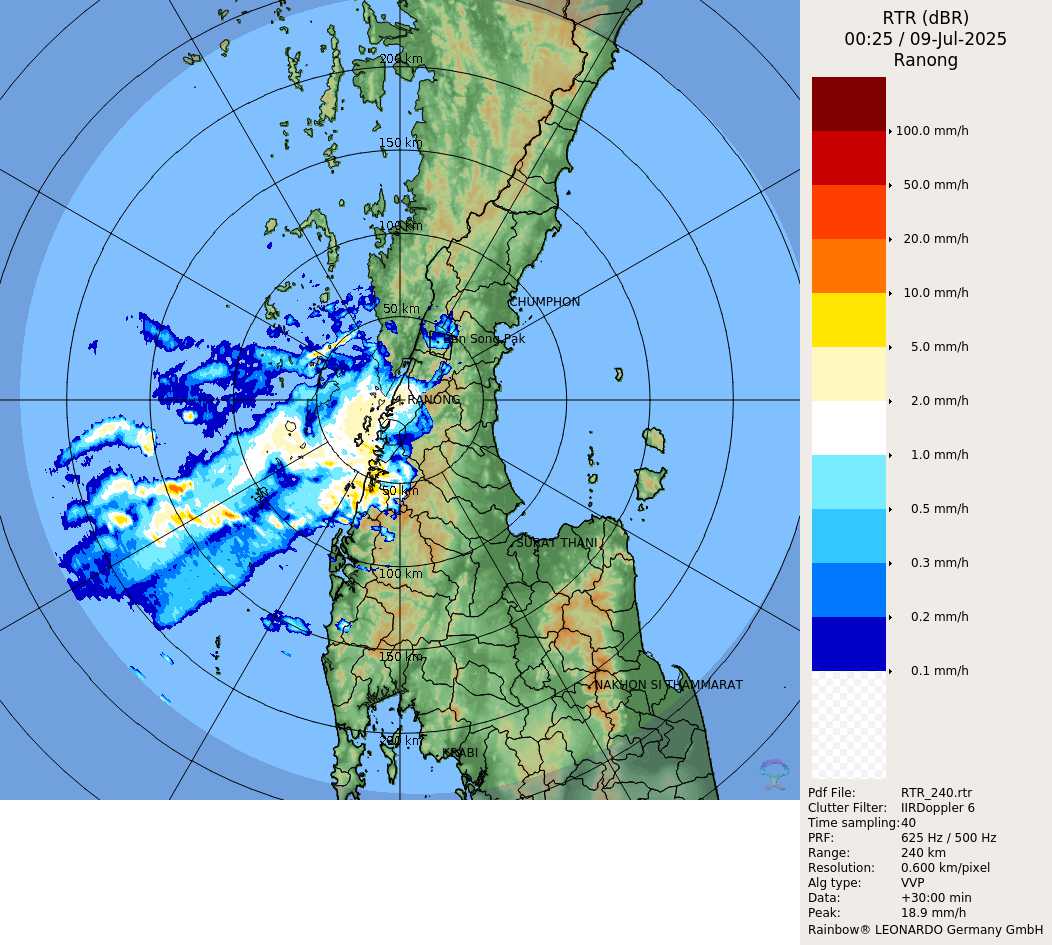 RTR (dBR)
00:25 / 09-Jul-2025
Ranong
200 km
150 km
100 km
50 km
CHUMPHON
Ban Song Pak
RANONG
50 km
SURAT THANI
100 km
150 km
NAKHON SI THAMMARAT
200 km
KRABI
100.0 mm/h
50.0 mm/h
20.0 mm/h
10.0 mm/h
5.0 mm/h
2.0 mm/h
1.0 mm/h
0.5 mm/h
0.3 mm/h
0.2 mm/h
0.1 mm/h
Pdf File: RTR_240.rtr
Clutter Filter: IIRDoppler 6
Time sampling: 40
PRF: 625 Hz / 500 Hz
Range: 240 km
Resolution: 0.600 km/pixel
Alg type: VVP
Data: +30:00 min
Peak: 18.9 mm/h
Rainbow® LEONARDO Germany GmbH